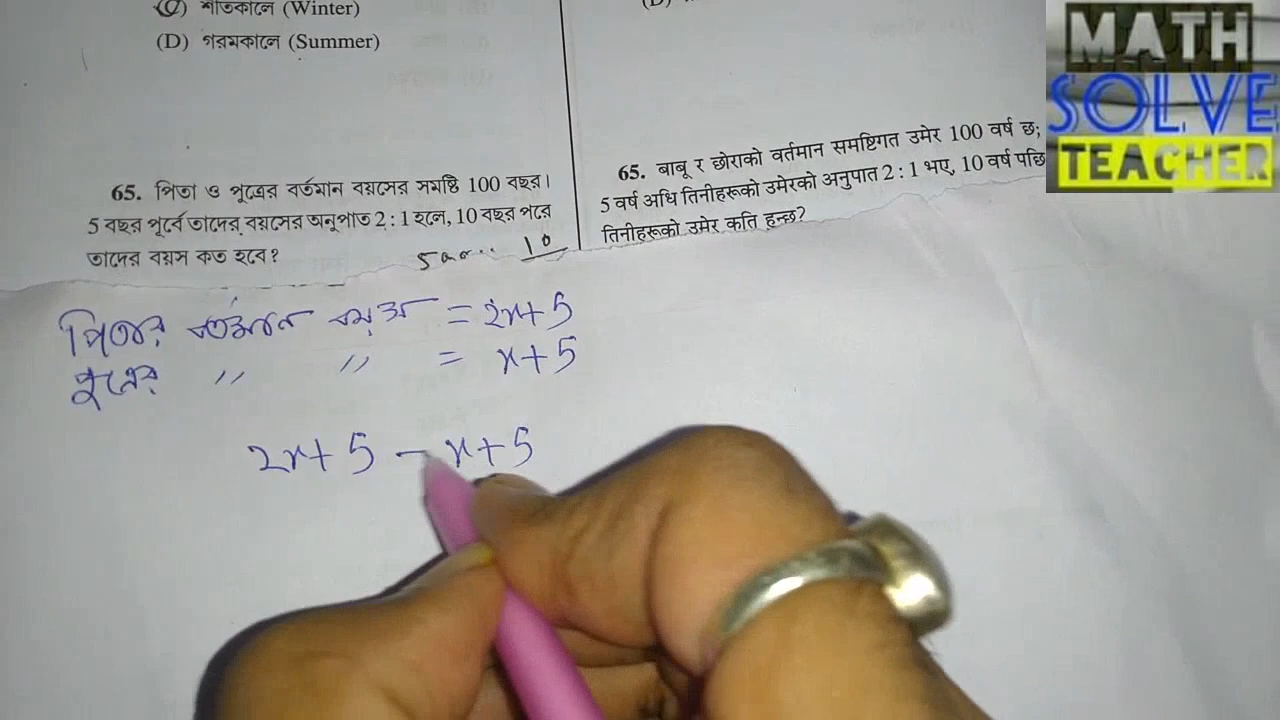 (C) শীতকালে (Winter)
(D) গরমকালে (Summer)
(D)
65. পিতা ও পুত্রের বর্তমান বয়সের সমষ্টি 100 বছর।
5 বছর পূর্বে তাদের বয়সের অনুপাত 2 : 1 হলে, 10 বছর পরে
তাদের বয়স কত হবে?
65. बाबू र छोराको वर्तमान समष्टिगत उमेर 100 वर्ष छ;
5 वर्ष अधि तिनीहरूको उमेरको अनुपात 2 : 1 भए, 10 वर्ष पछि
तिनीहरूको उमेर कति हुन्छ?
10
পিতার বর্তমান বয়স = 2x+5
পুত্রের " " = x+5
2x+5 - x+5
MATH
SOLVE
TEACHER